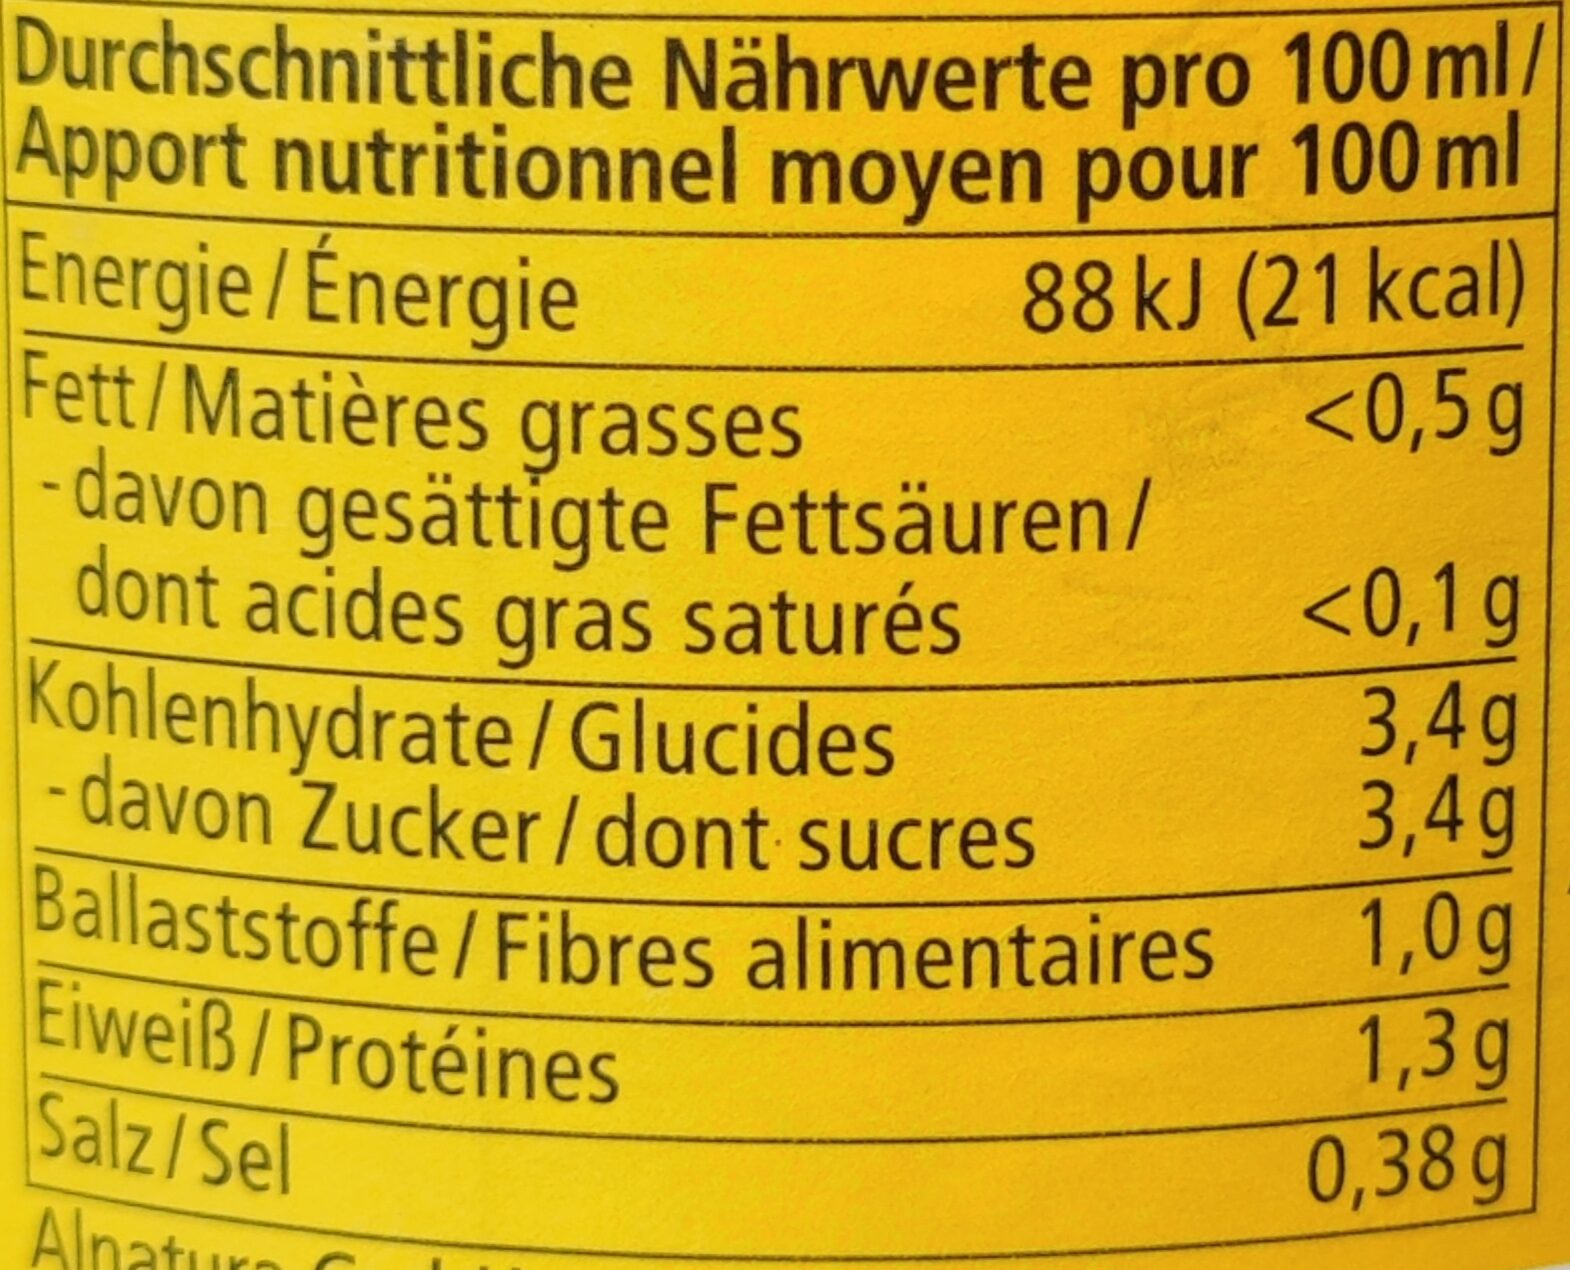 Durchschnittliche Nährwerte pro 100 ml/
Apport nutritionnel moyen pour 100 ml
Energie/Énergie 88 kJ (21 kcal)
Fett/Matières grasses <0,5 g
- davon gesättigte Fettsäuren/
dont acides gras saturés <0,1 g
Kohlenhydrate/Glucides 3,4 g
- davon Zucker/dont sucres 3,4 g
Ballaststoffe/Fibres alimentaires 1,0 g
Eiweiß/Protéines 1,3 g
Salz/Sel 0,38 g
Alnatura